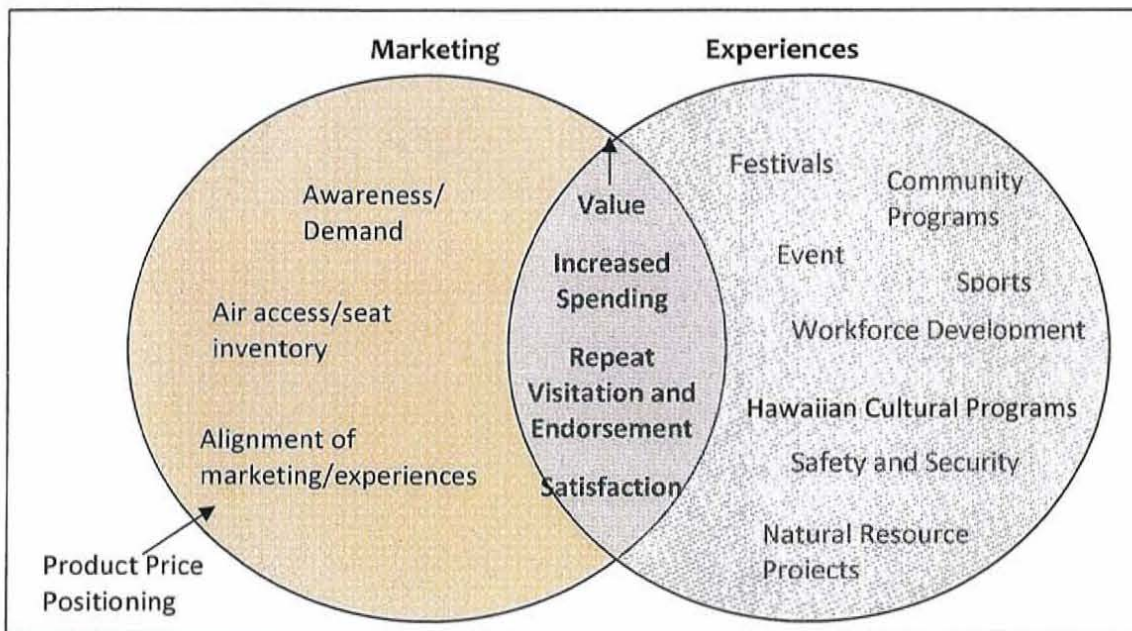 Marketing
Experiences
Awareness/
Demand
Air access/seat
inventory
Alignment of
marketing/experiences
Product Price
Positioning
Value
Increased
Spending
Repeat
Visitation and
Endorsement
Satisfaction
Festivals
Community
Programs
Event
Sports
Workforce Development
Hawaiian Cultural Programs
Safety and Security
Natural Resource
Projects